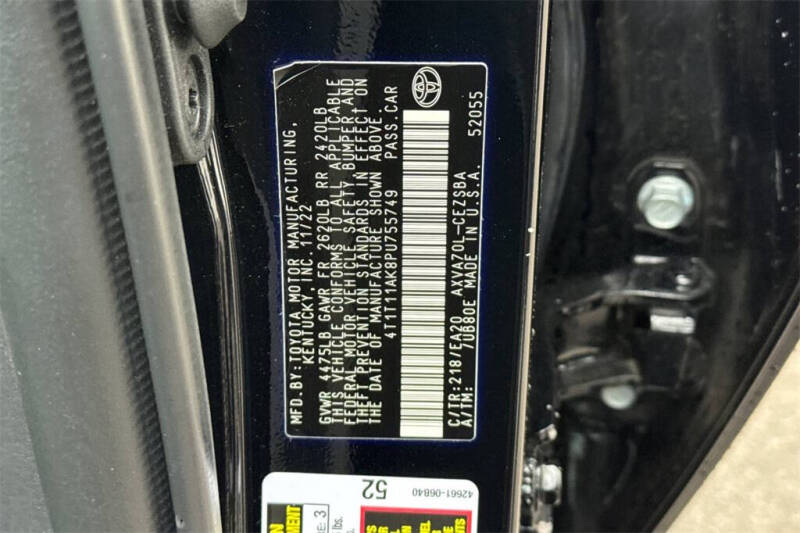 MFD. BY: TOYOTA MOTOR MANUFACTURING,
KENTUCKY, INC. 11/22
GVWR 4475LB GAWR FR 2620LB RR 2420LB
THIS VEHICLE CONFORMS TO ALL APPLICABLE
FEDERAL MOTOR VEHICLE SAFETY, BUMPER AND
THEFT PREVENTION STANDARDS IN EFFECT ON
THE DATE OF MANUFACTURE SHOWN ABOVE.
4T1T11AK8PU755749 PASS.CAR
C/TR:218/EA20 AXVA70L-CEZSBA
A/TM: 7UB80E MADE IN U.S.A. 52055
52
42661-06B40